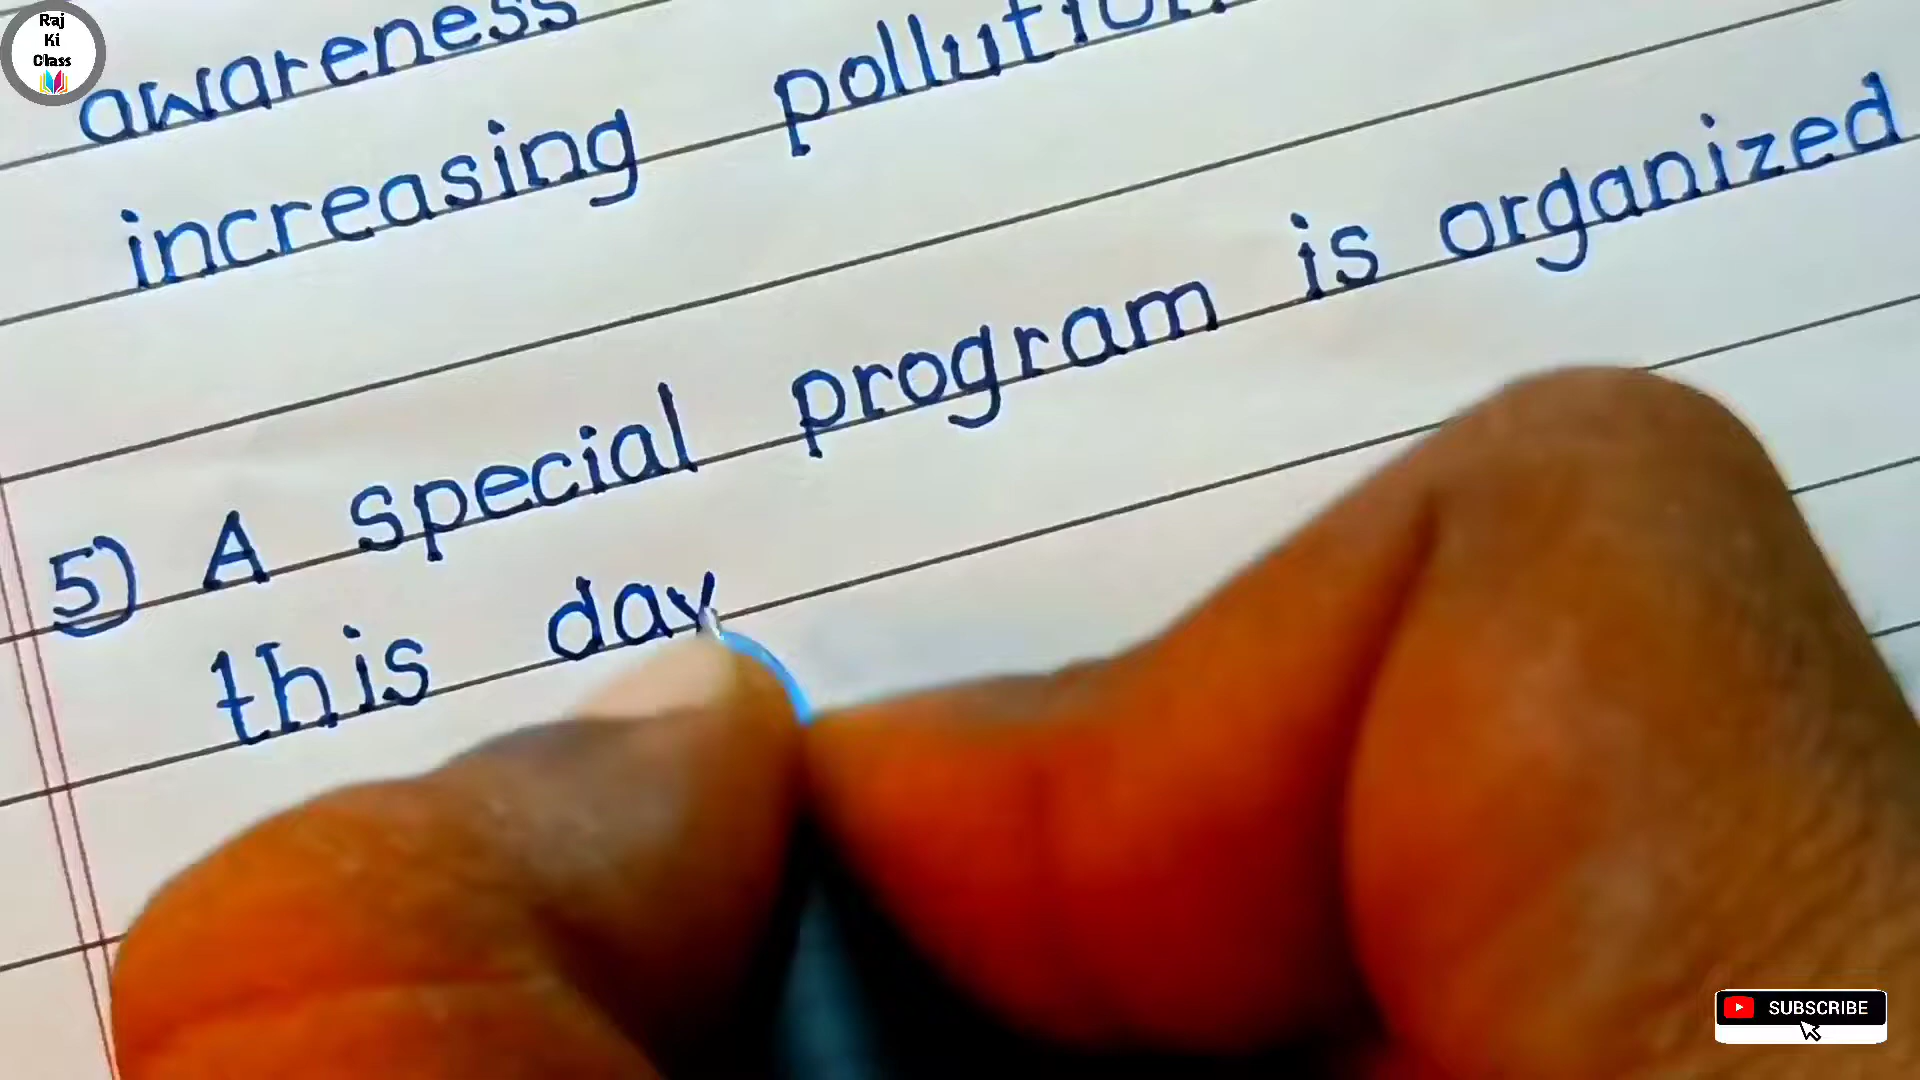 Raj
Ki
Class
awareness
increasing pollution
5) A special program is organized
this day
SUBSCRIBE